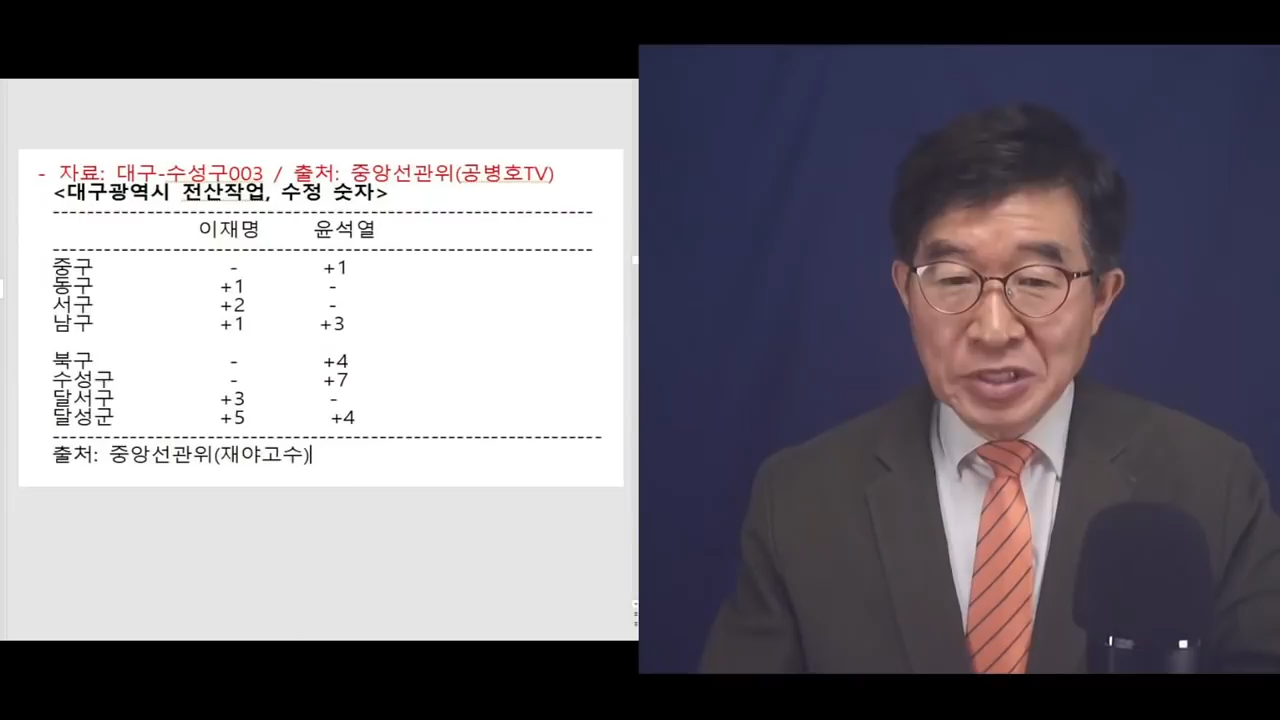 - 자료: 대구-수성구003 / 출처: 중앙선관위(공병호TV)
<대구광역시 전산작업, 수정 숫자>
이재명 윤석열
중구 - +1
동구 +1 -
서구 +2 -
남구 +1 +3
북구 - +4
수성구 - +7
달서구 +3 -
달성군 +5 +4
출처: 중앙선관위(재야고수)